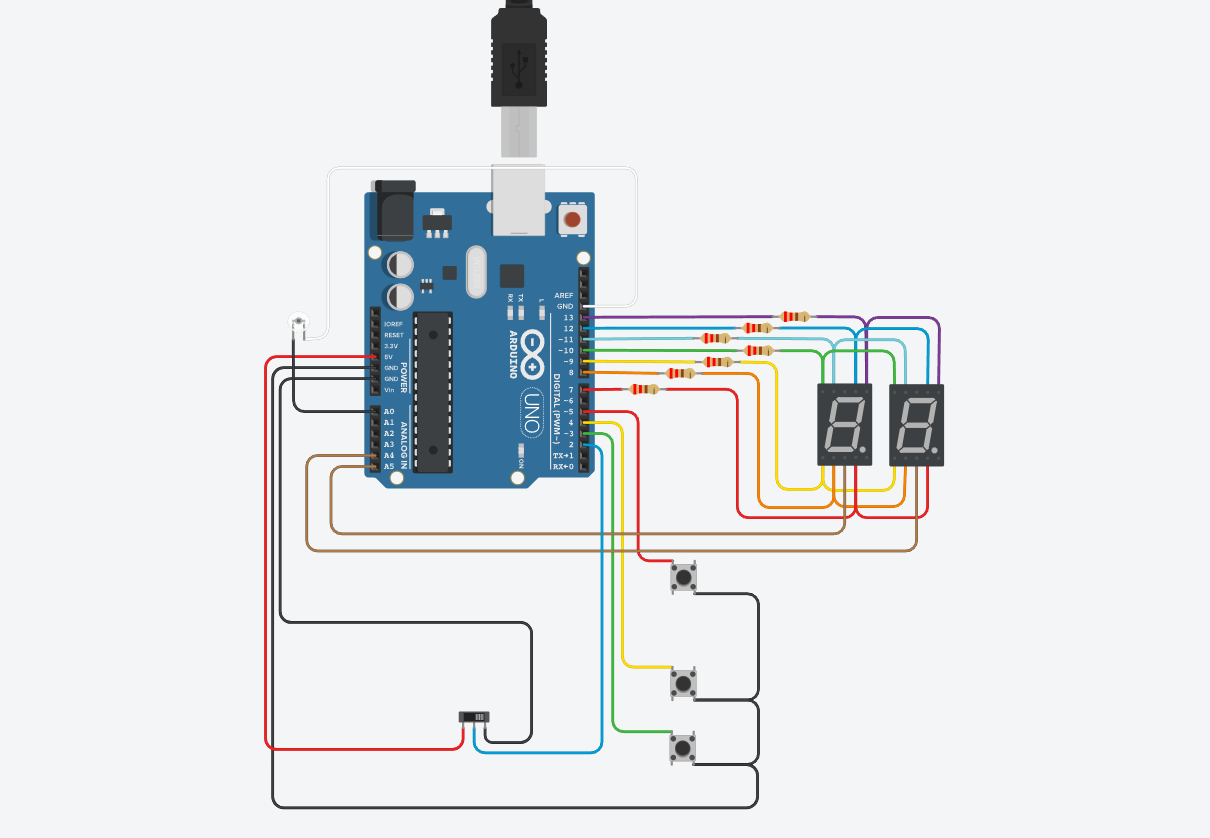 AREF
GND
13
12
~11
~10
~9
8
7
~6
~5
4
~3
2
TX→1
RX←0
DIGITAL (PWM~)
RX
TX
L
ARDUINO
UNO
ON
IOREF
RESET
3.3V
5V
GND
GND
Vin
POWER
A0
A1
A2
A3
A4
A5
ANALOG IN